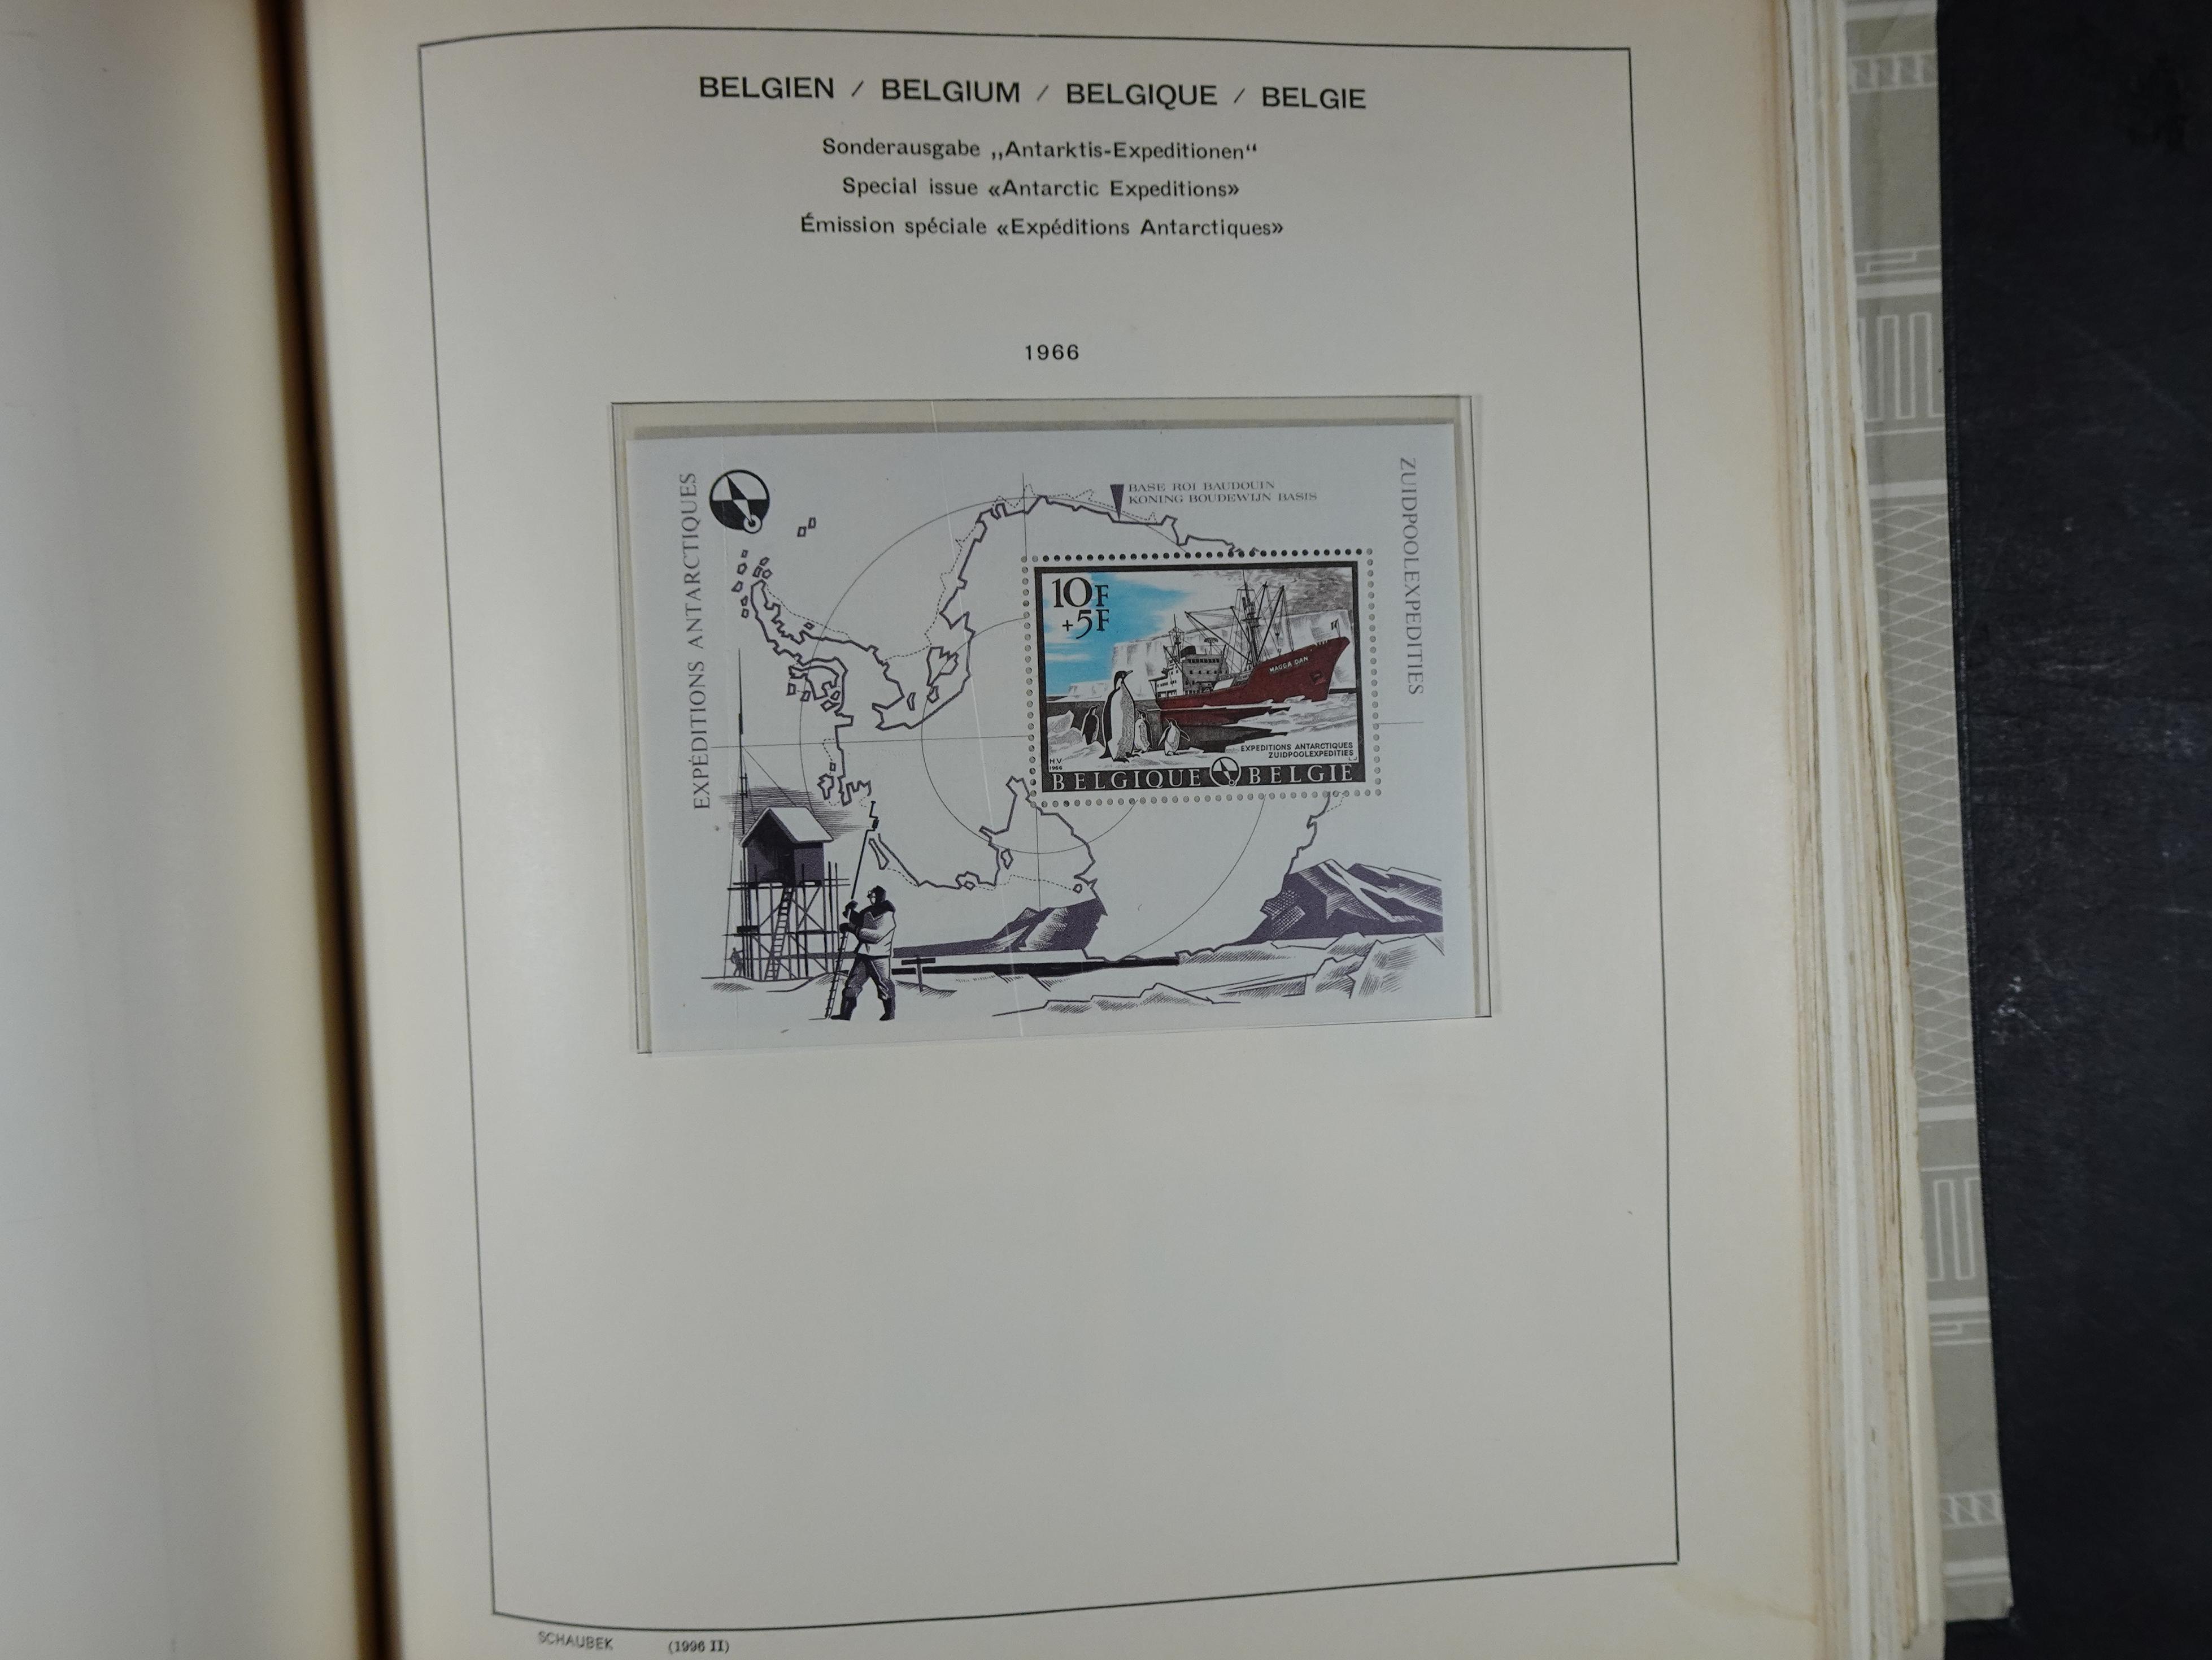 BELGIEN / BELGIUM / BELGIQUE / BELGIE
Sonderausgabe „Antarktis-Expeditionen“
Special issue «Antarctic Expeditions»
Émission spéciale «Expéditions Antarctiques»
1966
EXPÉDITIONS ANTARCTIQUES
BASE ROI BAUDOUIN
KONING BOUDEWIJN BASIS
ZUIDPOOLEXPEDITIES
10F
+5F
MAGGA DAN
EXPEDITIONS ANTARCTIQUES
ZUIDPOOLEXPEDITIES
H.V
1966
BELGIQUE BELGIË
SCHAUBEK (1996 II)